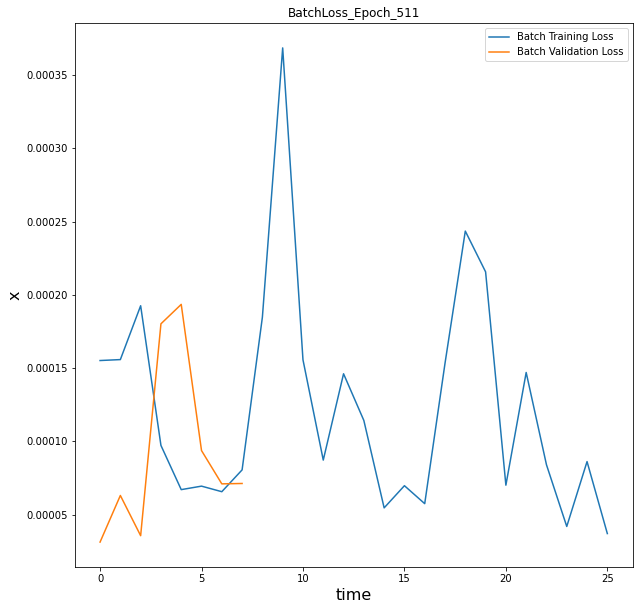 BatchLoss_Epoch_511
Batch Training Loss
Batch Validation Loss
0.00035
0.00030
0.00025
0.00020
0.00015
0.00010
0.00005
x
0 5 10 15 20 25
time